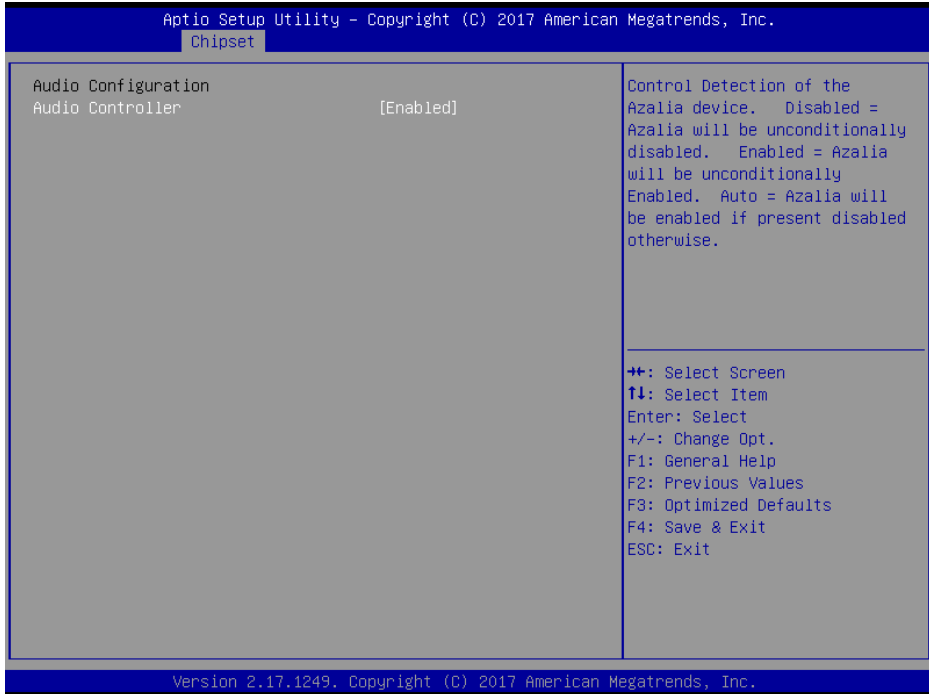 Aptio Setup Utility – Copyright (C) 2017 American Megatrends, Inc.
Chipset
Audio Configuration
Audio Controller [Enabled]
Control Detection of the
Azalia device. Disabled =
Azalia will be unconditionally
disabled. Enabled = Azalia
will be unconditionally
Enabled. Auto = Azalia will
be enabled if present disabled
otherwise.
→←: Select Screen
↑↓: Select Item
Enter: Select
+/-: Change Opt.
F1: General Help
F2: Previous Values
F3: Optimized Defaults
F4: Save & Exit
ESC: Exit
Version 2.17.1249. Copyright (C) 2017 American Megatrends, Inc.